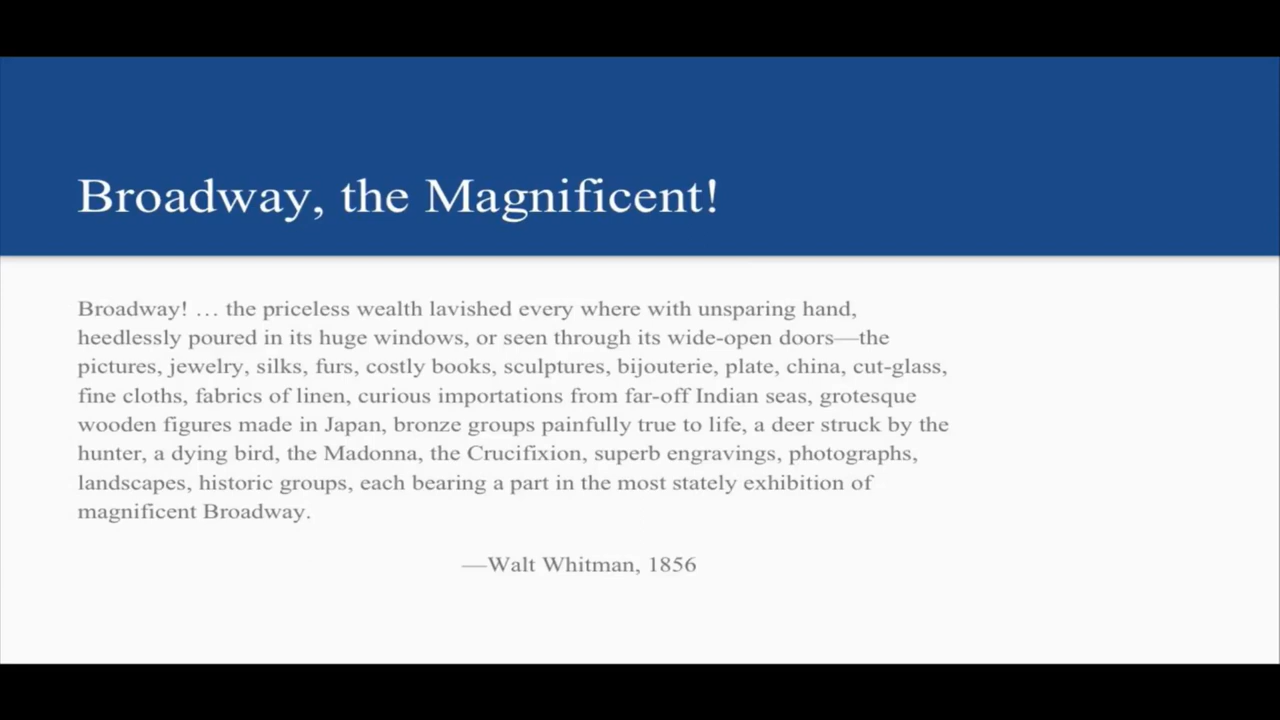 Broadway, the Magnificent!
Broadway! … the priceless wealth lavished every where with unsparing hand,
heedlessly poured in its huge windows, or seen through its wide-open doors—the
pictures, jewelry, silks, furs, costly books, sculptures, bijouterie, plate, china, cut-glass,
fine cloths, fabrics of linen, curious importations from far-off Indian seas, grotesque
wooden figures made in Japan, bronze groups painfully true to life, a deer struck by the
hunter, a dying bird, the Madonna, the Crucifixion, superb engravings, photographs,
landscapes, historic groups, each bearing a part in the most stately exhibition of
magnificent Broadway.
—Walt Whitman, 1856